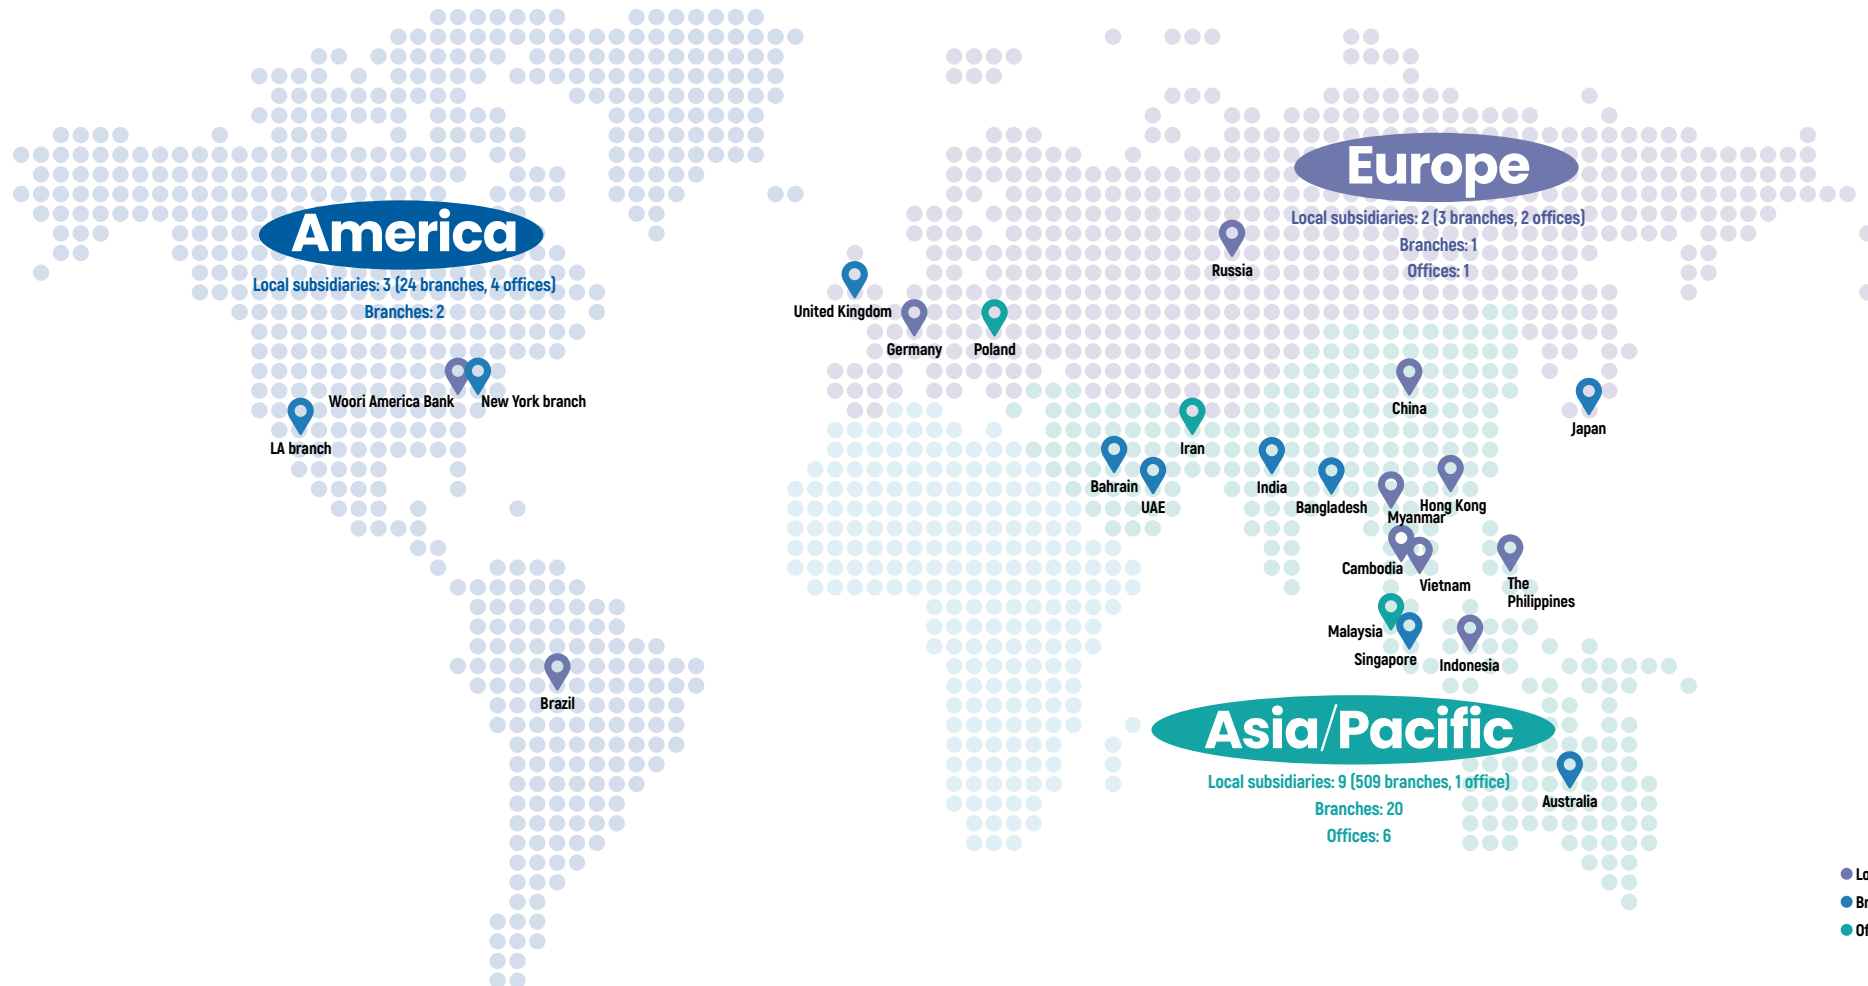 America
Local subsidiaries: 3 (24 branches, 4 offices)
Branches: 2
Woori America Bank
New York branch
LA branch
Brazil
Europe
Local subsidiaries: 2 (3 branches, 2 offices)
Branches: 1
Offices: 1
Russia
United Kingdom
Germany
Poland
China
Japan
Iran
Bahrain
UAE
India
Bangladesh
Hong Kong
Myanmar
Cambodia
Vietnam
The
Philippines
Malaysia
Singapore
Indonesia
Asia/Pacific
Local subsidiaries: 9 (509 branches, 1 office)
Branches: 20
Offices: 6
Australia
Lo
Br
Of